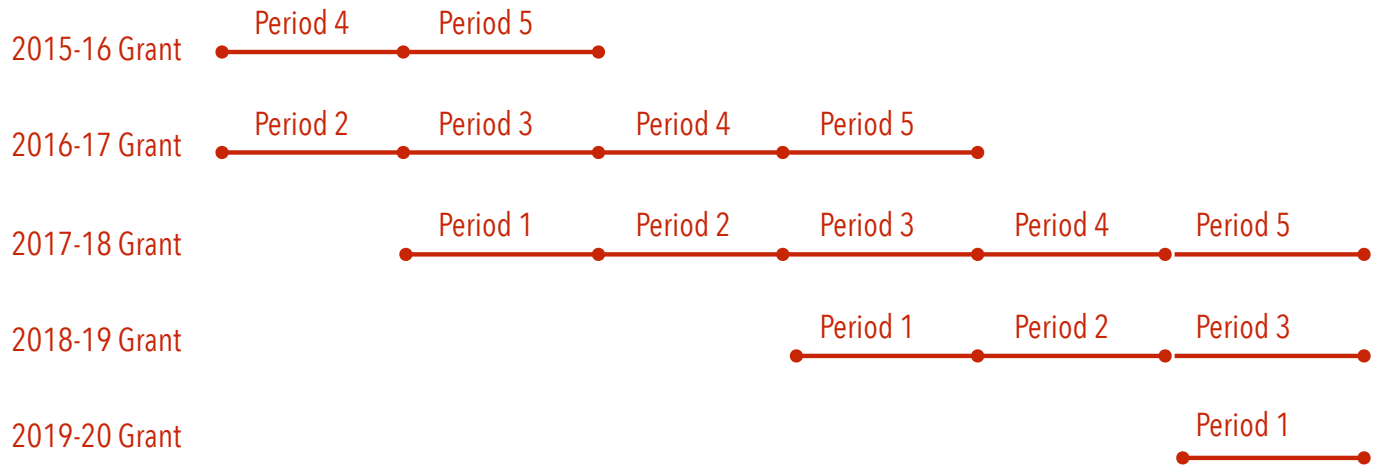 Period 4 Period 5
2015-16 Grant
Period 2 Period 3 Period 4 Period 5
2016-17 Grant
Period 1 Period 2 Period 3 Period 4 Period 5
2017-18 Grant
Period 1 Period 2 Period 3
2018-19 Grant
Period 1
2019-20 Grant